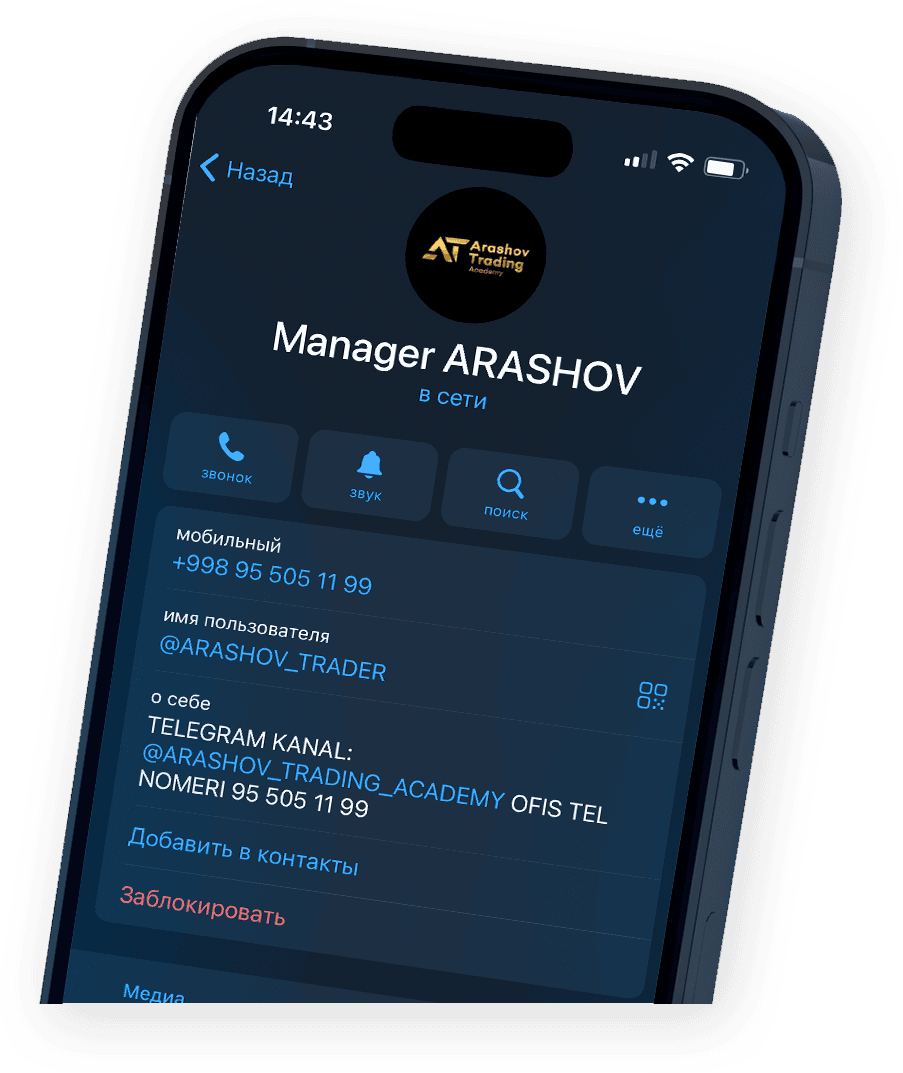 14:43
Назад
AT Arashov
Trading
Academy
Manager ARASHOV
в сети
звонок
звук
поиск
ещё
мобильный
+998 95 505 11 99
имя пользователя
@ARASHOV_TRADER
о себе
TELEGRAM KANAL:
@ARASHOV_TRADING_ACADEMY OFIS TEL
NOMERI 95 505 11 99
Добавить в контакты
Заблокировать
Медиа